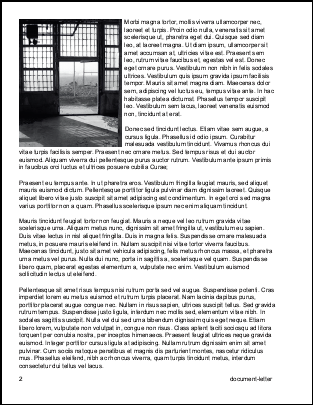 Morbi magna tortor, mollis viverra ullamcorper nec,
laoreet et turpis. Proin odio nulla, venenatis sit amet
scelerisque ut, pharetra eget dui. Quisque sed diam
leo, at laoreet magna. Ut diam ipsum, ullamcorper sit
amet accumsan at, ultricies vitae est. Praesent sem
leo, rutrum vitae faucibus et, egestas vel est. Donec
eget ornare purus. Vestibulum non nibh in felis sodales
ultrices. Vestibulum quis ipsum gravida ipsum facilisis
tempor. Mauris sit amet magna diam. Maecenas dolor
sem, adipiscing vel luctus eu, tempus vitae ante. In hac
habitasse platea dictumst. Phasellus tempor suscipit
leo. Vestibulum sem lacus, laoreet venenatis euismod
non, tincidunt at erat.
Donec sed tincidunt lectus. Etiam vitae sem augue, a
cursus ligula. Phasellus id odio ipsum. Curabitur
malesuada vestibulum tincidunt. Vivamus rhoncus dui
vitae turpis facilisis semper. Praesent nec ornare metus. Sed tempus risus et dui auctor
euismod. Aliquam viverra dui pellentesque purus auctor rutrum. Vestibulum ante ipsum primis
in faucibus orci luctus et ultrices posuere cubilia Curae;
Praesent eu tempus ante. In ut pharetra eros. Vestibulum fringilla feugiat mauris, sed aliquet
mauris euismod dictum. Pellentesque porttitor ligula pulvinar diam dignissim laoreet. Quisque
aliquet libero vitae justo suscipit sit amet adipiscing est condimentum. In eget orci sed magna
varius porttitor non a quam. Phasellus scelerisque ipsum nec enim aliquam tincidunt.
Mauris tincidunt feugiat tortor non feugiat. Mauris a neque vel leo rutrum gravida vitae
scelerisque urna. Aliquam metus nunc, dignissim sit amet fringilla ut, vestibulum eu sapien.
Duis vitae lectus in nisl aliquet fringilla. Duis in magna felis. Suspendisse ornare malesuada
metus, in posuere mauris eleifend in. Nullam suscipit nisi vitae tortor viverra faucibus.
Maecenas tincidunt, justo sit amet vehicula adipiscing, felis metus rhoncus massa, et pharetra
urna metus vel purus. Nulla dui nunc, porta in sagittis a, scelerisque vel quam. Suspendisse
libero quam, placerat egestas elementum a, vulputate nec enim. Vestibulum euismod
sollicitudin lectus ut eleifend.
Pellentesque sit amet risus tempus nisi rutrum porta sed vel augue. Suspendisse potenti. Cras
imperdiet lorem eu metus euismod et rutrum turpis placerat. Nam lacinia dapibus purus,
porttitor placerat augue congue nec. Nullam in risus sapien, ultricies suscipit tellus. Sed gravida
rutrum tempus. Suspendisse justo ligula, interdum nec mollis sed, elementum vitae nibh. In
sodales sagittis suscipit. Nulla vel dui sed urna bibendum dignissim quis eget neque. Etiam
libero lorem, vulputate non volutpat in, congue non risus. Class aptent taciti sociosqu ad litora
torquent per conubia nostra, per inceptos himenaeos. Praesent feugiat ultrices neque gravida
euismod. Integer porttitor cursus ligula at adipiscing. Nullam rutrum dignissim enim sit amet
pulvinar. Cum sociis natoque penatibus et magnis dis parturient montes, nascetur ridiculus
mus. Phasellus eleifend, nibh a rhoncus viverra, quam turpis tincidunt metus, interdum
consectetur dui tellus vel lacus.
2 document-letter